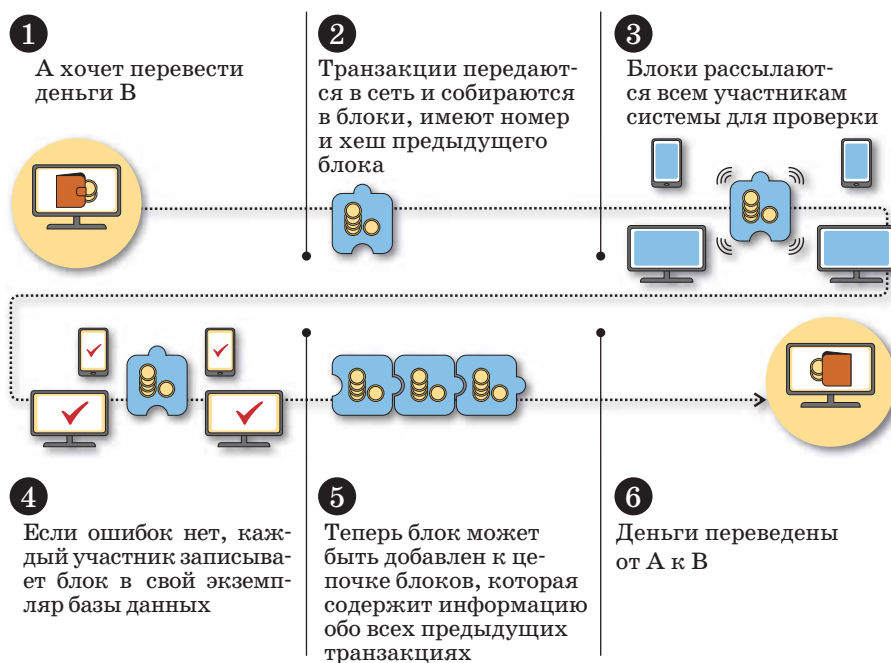 1
А хочет перевести
деньги В
2
Транзакции передают-
ся в сеть и собираются
в блоки, имеют номер
и хеш предыдущего
блока
3
Блоки рассылают-
ся всем участникам
системы для проверки
4
Если ошибок нет, каж-
дый участник записыва-
ет блок в свой экземп-
ляр базы данных
5
Теперь блок может
быть добавлен к це-
почке блоков, которая
содержит информацию
обо всех предыдущих
транзакциях
6
Деньги переведены
от А к В